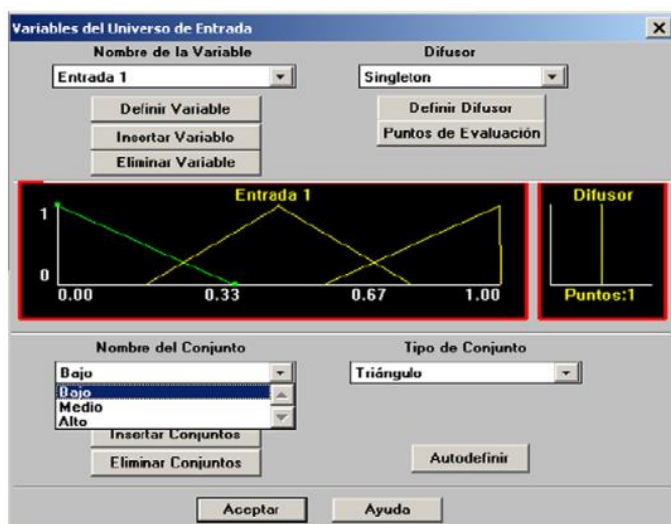 Variables del Universo de Entrada
Nombre de la Variable
Difusor
Entrada 1
Singleton
Definir Variable
Definir Difusor
Insertar Variable
Puntos de Evaluación
Eliminar Variable
Entrada 1
Difusor
1
0
0.00 0.33 0.67 1.00
Puntos:1
Nombre del Conjunto
Tipo de Conjunto
Bajo
Triángulo
Bajo
Medio
Alto
Insertar Conjuntos
Eliminar Conjuntos
Autodefinir
Aceptar
Ayuda